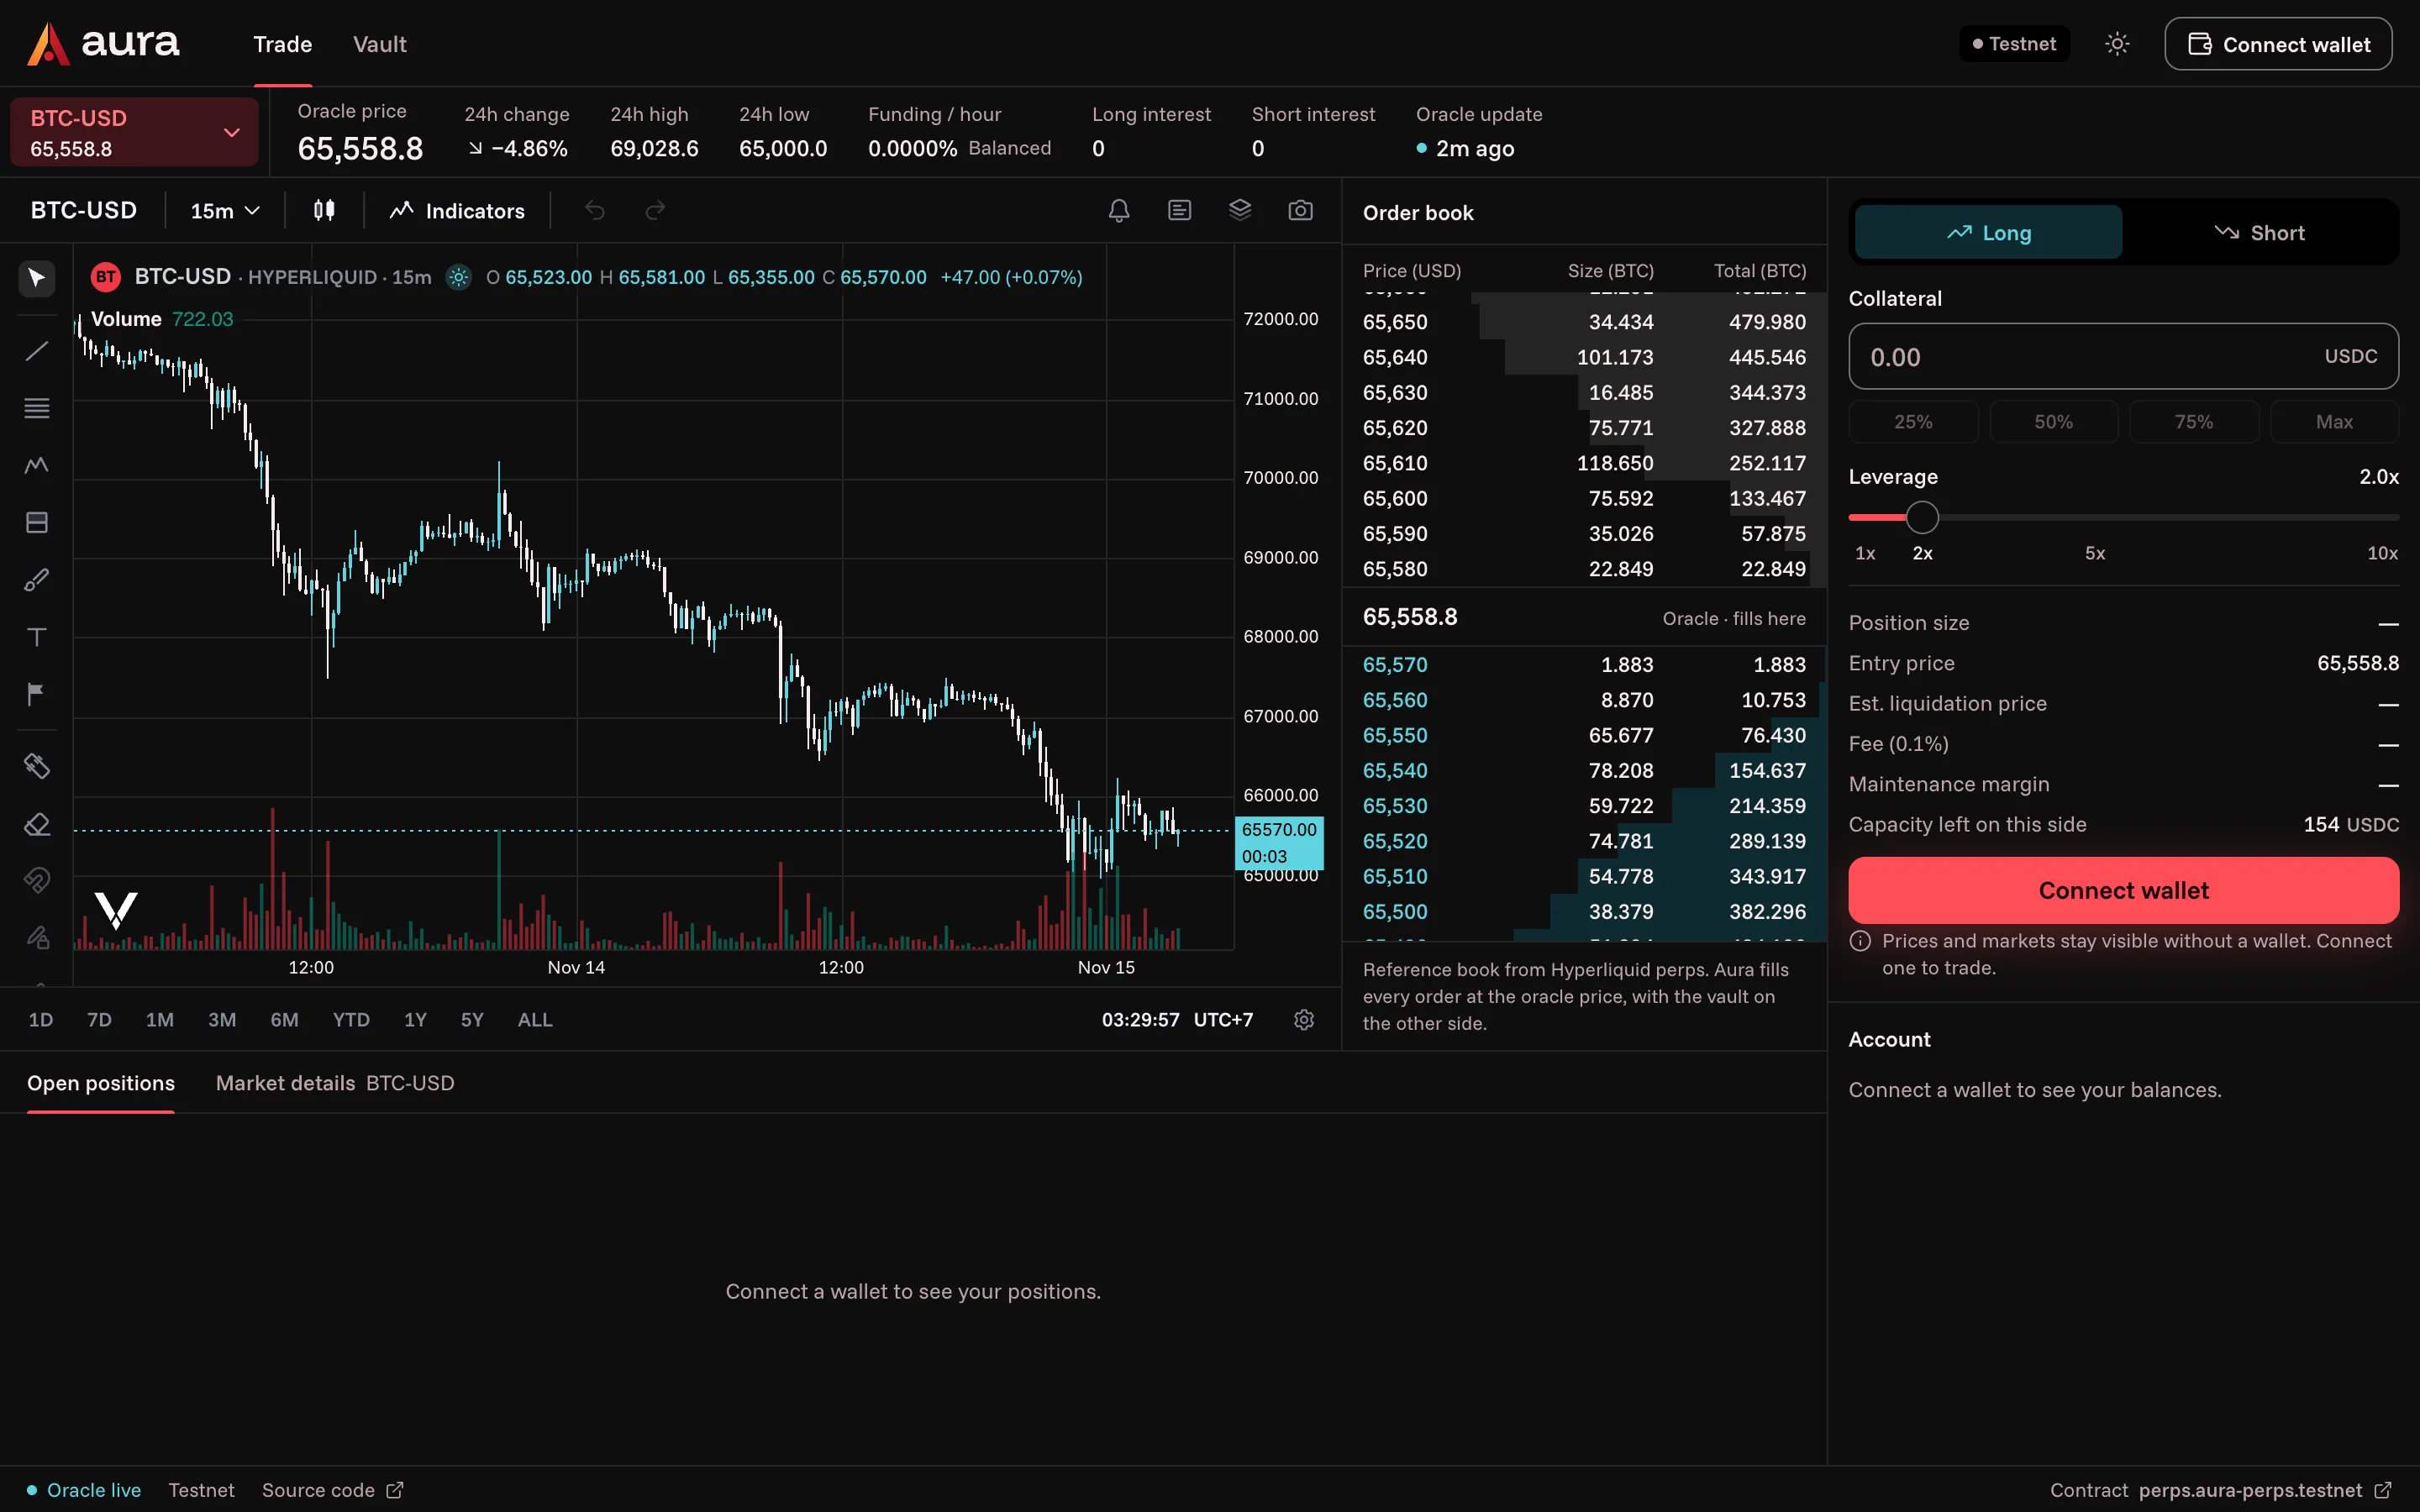 aura
Trade
Vault
Testnet
Connect wallet
BTC-USD
65,558.8
Oracle price
65,558.8
24h change
−4.86%
24h high
69,028.6
24h low
65,000.0
Funding / hour
0.0000% Balanced
Long interest
0
Short interest
0
Oracle update
2m ago
BTC-USD
15m
Indicators
BT BTC-USD · HYPERLIQUID · 15m O 65,523.00 H 65,581.00 L 65,355.00 C 65,570.00 +47.00 (+0.07%)
Volume 722.03
72000.00
71000.00
70000.00
69000.00
68000.00
67000.00
66000.00
65570.00
00:03
65000.00
12:00
Nov 14
12:00
Nov 15
1D 7D 1M 3M 6M YTD 1Y 5Y ALL
03:29:57 UTC+7
Order book
Price (USD) Size (BTC) Total (BTC)
65,650 34.434 479.980
65,640 101.173 445.546
65,630 16.485 344.373
65,620 75.771 327.888
65,610 118.650 252.117
65,600 75.592 133.467
65,590 35.026 57.875
65,580 22.849 22.849
65,558.8 Oracle · fills here
65,570 1.883 1.883
65,560 8.870 10.753
65,550 65.677 76.430
65,540 78.208 154.637
65,530 59.722 214.359
65,520 74.781 289.139
65,510 54.778 343.917
65,500 38.379 382.296
Reference book from Hyperliquid perps. Aura fills
every order at the oracle price, with the vault on
the other side.
Long
Short
Collateral
0.00 USDC
25% 50% 75% Max
Leverage 2.0x
1x 2x 5x 10x
Position size —
Entry price 65,558.8
Est. liquidation price —
Fee (0.1%) —
Maintenance margin —
Capacity left on this side 154 USDC
Connect wallet
Prices and markets stay visible without a wallet. Connect
one to trade.
Account
Connect a wallet to see your balances.
Open positions
Market details BTC-USD
Connect a wallet to see your positions.
Oracle live
Testnet
Source code
Contract perps.aura-perps.testnet